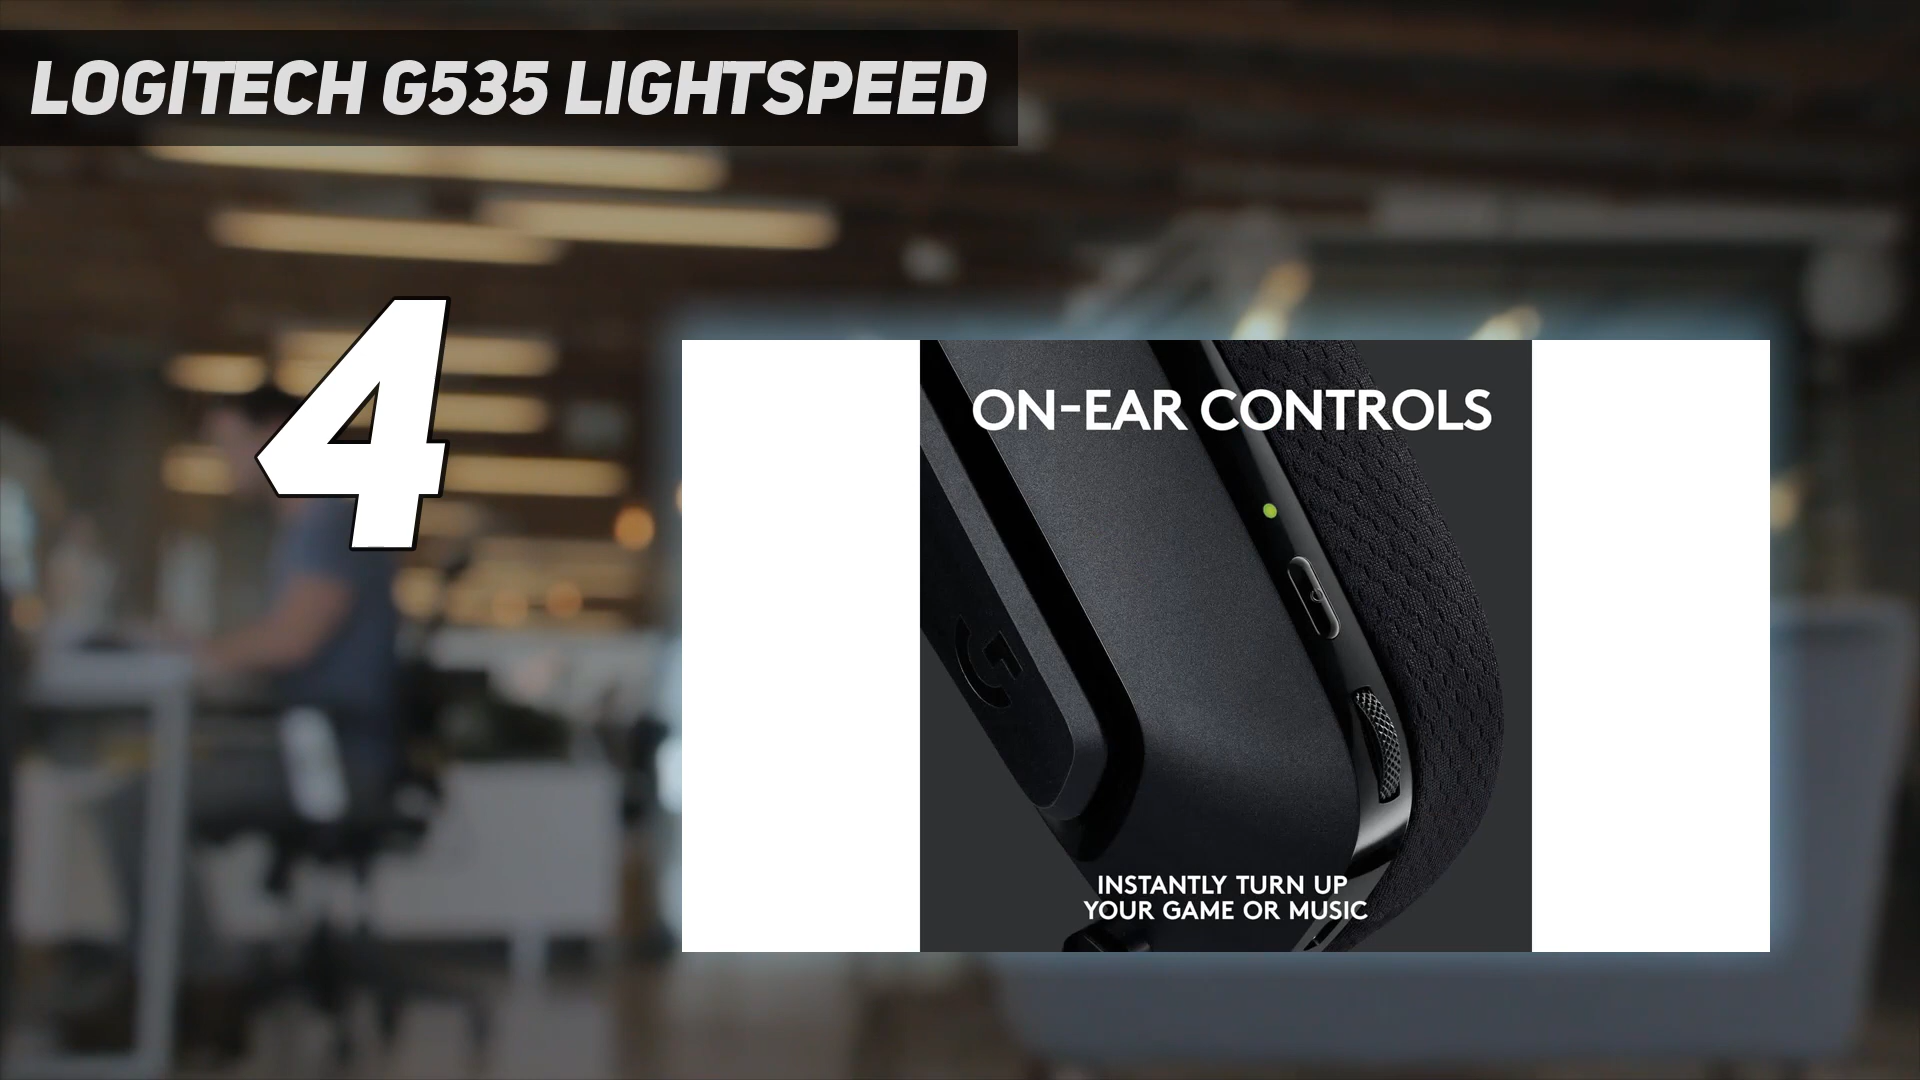 LOGITECH G535 LIGHTSPEED
4
ON-EAR CONTROLS
INSTANTLY TURN UP
YOUR GAME OR MUSIC